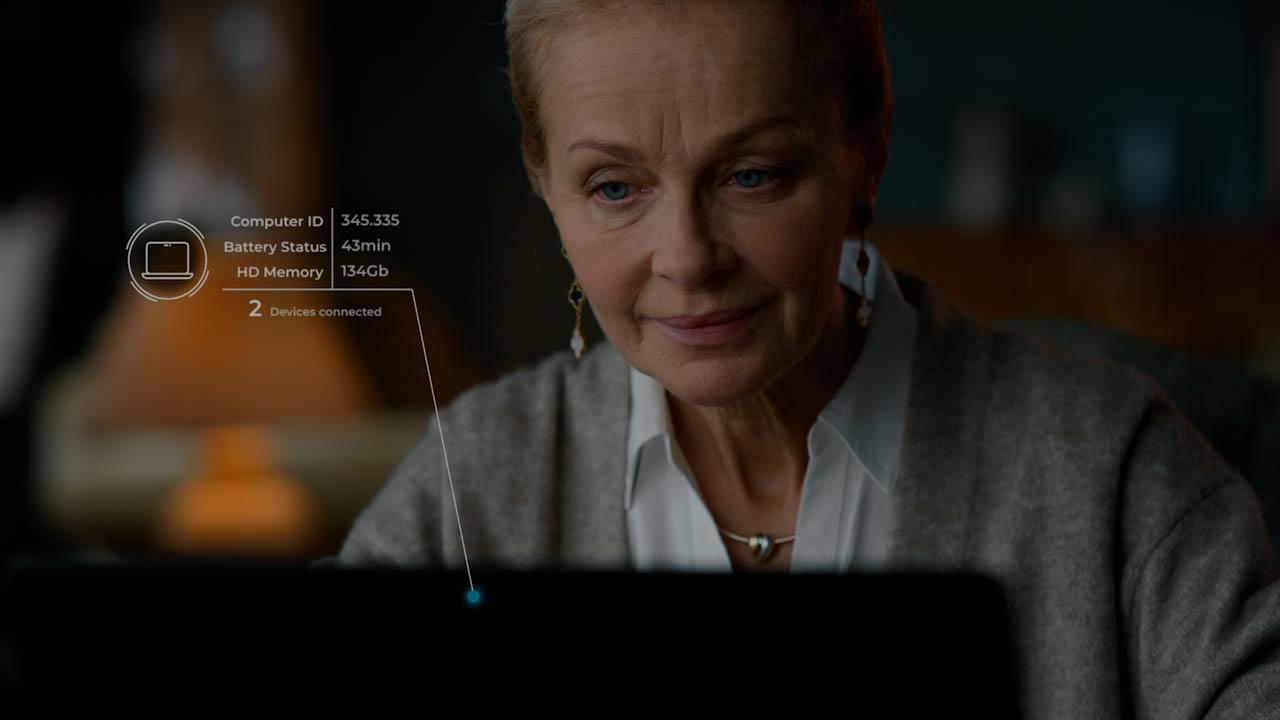 Computer ID 345.335
Battery Status 43min
HD Memory 134Gb
2 Devices connected